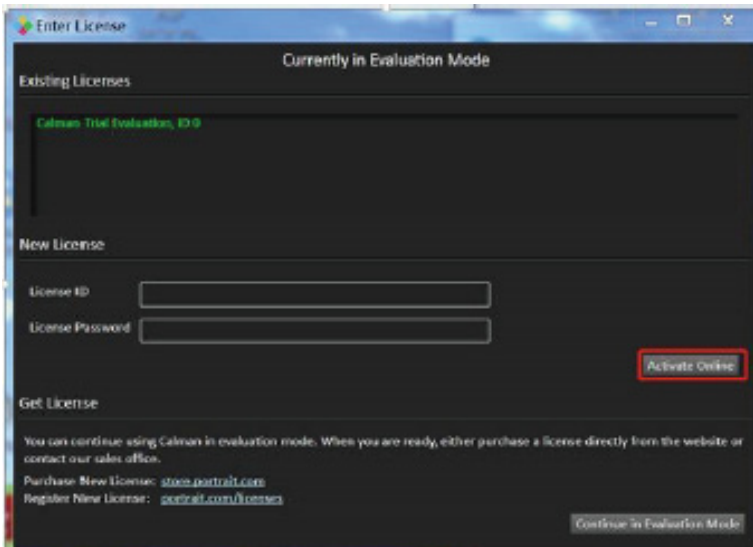 Enter License
Currently in Evaluation Mode
Existing Licenses
Calman Trial Evaluation, ID:0
New License
License ID
License Password
Activate Online
Get License
You can continue using Calman in evaluation mode. When you are ready, either purchase a license directly from the website or
contact our sales office.
Purchase New License: store.portrait.com
Register New License: portrait.com/licenses
Continue in Evaluation Mode